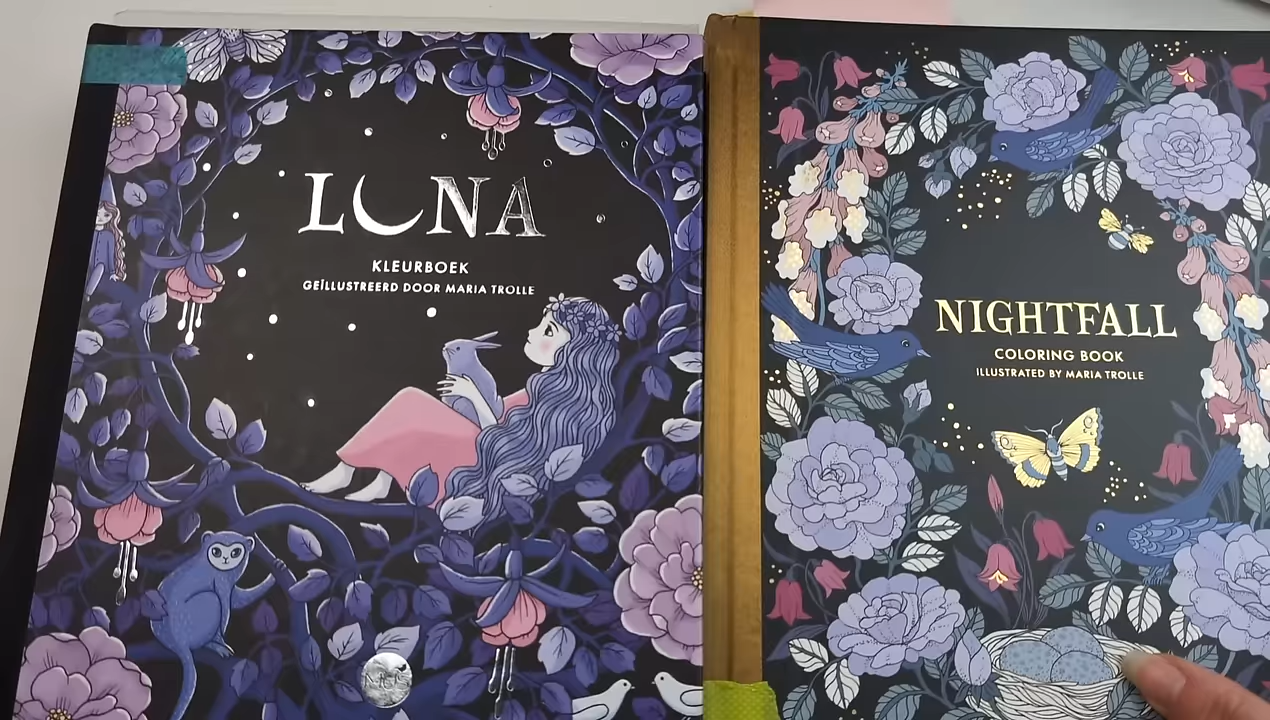 LUNA
KLEURBOEK
GEÏLLUSTREERD DOOR MARIA TROLLE
NIGHTFALL
COLORING BOOK
ILLUSTRATED BY MARIA TROLLE